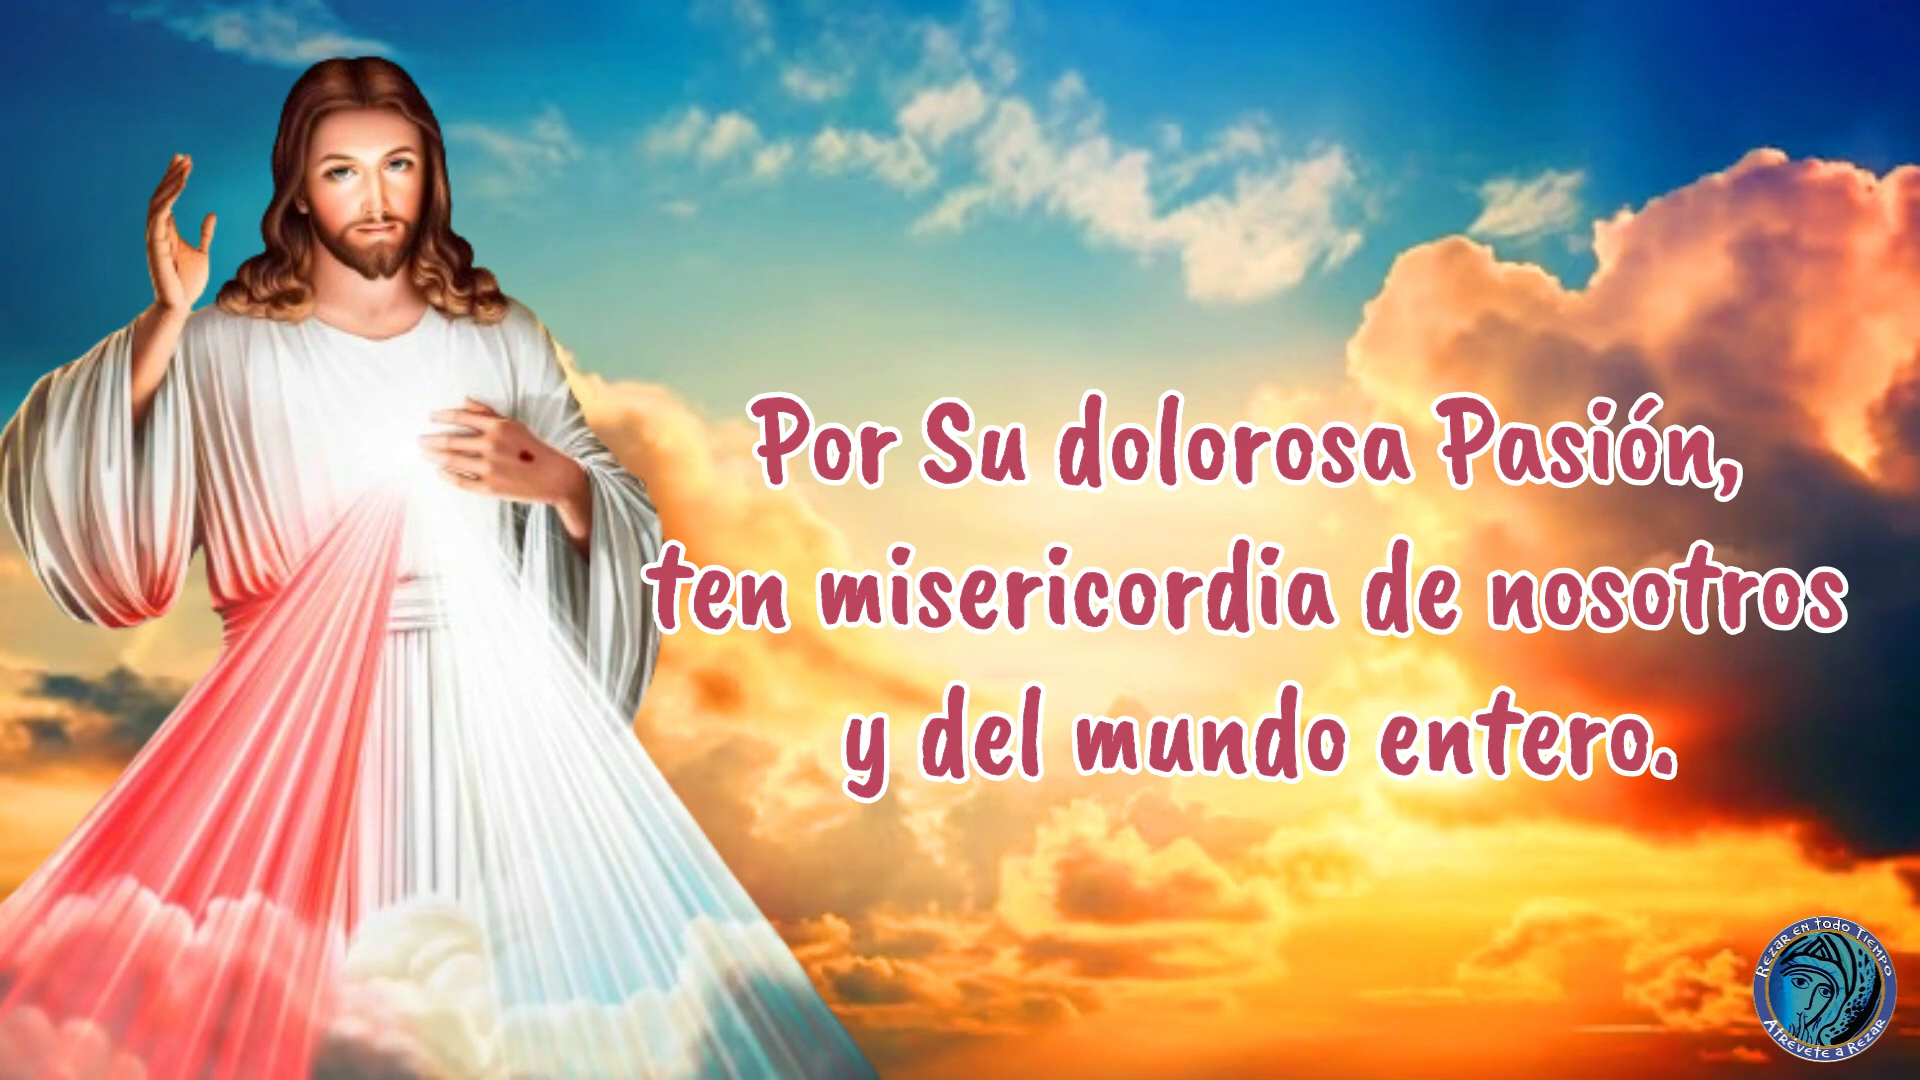 Por Su dolorosa Pasión,
ten misericordia de nosotros
y del mundo entero.
Rezar en Todo Tiempo
Atrévete a Rezar